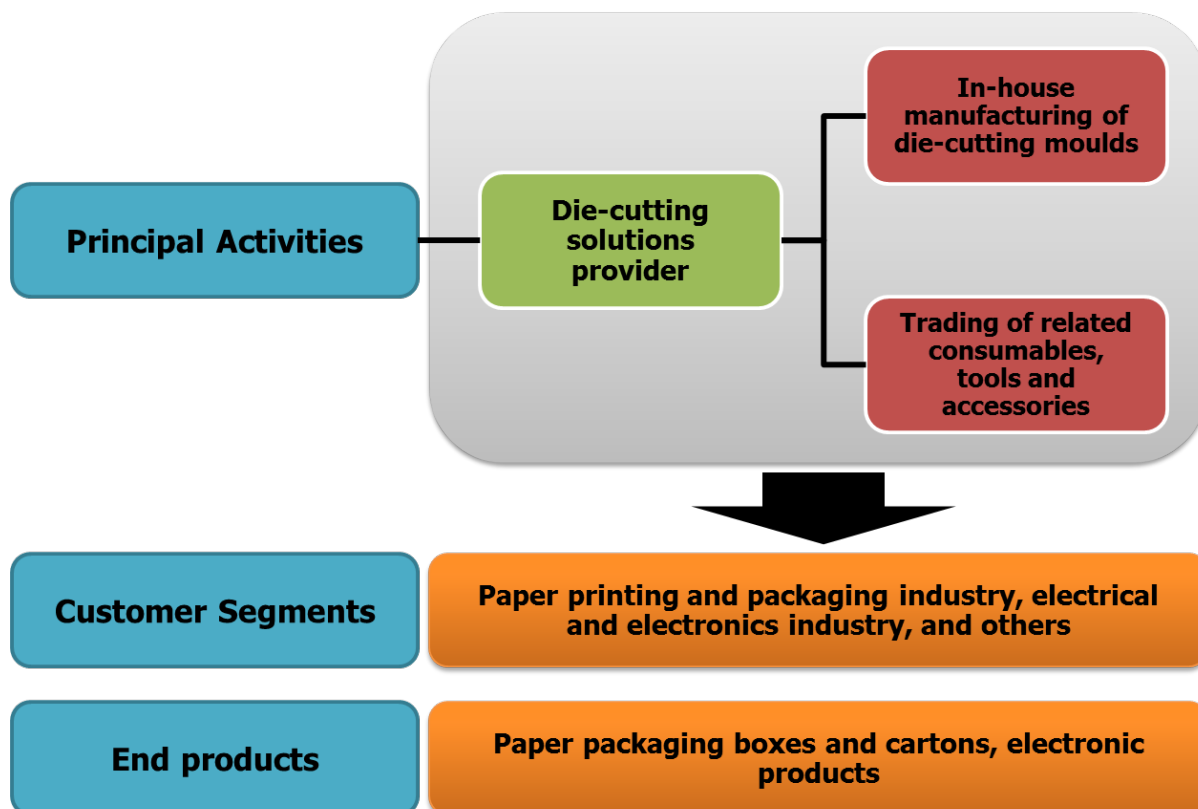 In-house
manufacturing of
die-cutting moulds
Principal Activities
Die-cutting
solutions
provider
Trading of related
consumables,
tools and
accessories
Customer Segments
Paper printing and packaging industry, electrical
and electronics industry, and others
End products
Paper packaging boxes and cartons, electronic
products